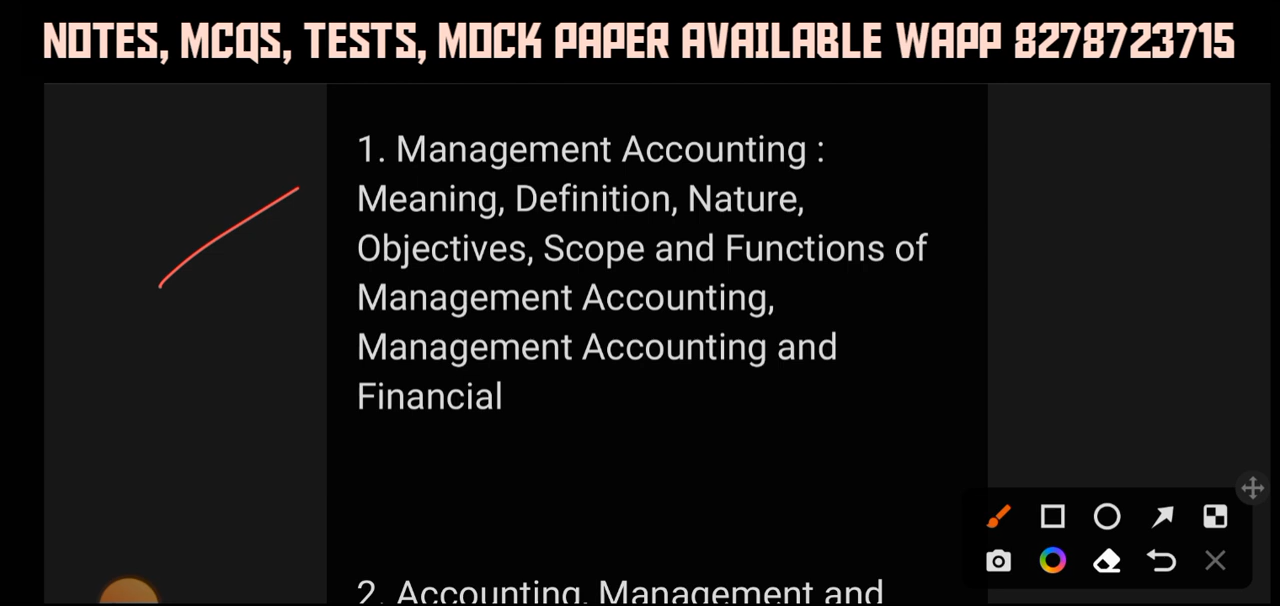 NOTES, MCQS, TESTS, MOCK PAPER AVAILABLE WAPP 8278723715
1. Management Accounting :
Meaning, Definition, Nature,
Objectives, Scope and Functions of
Management Accounting,
Management Accounting and
Financial
2. Accounting, Management and